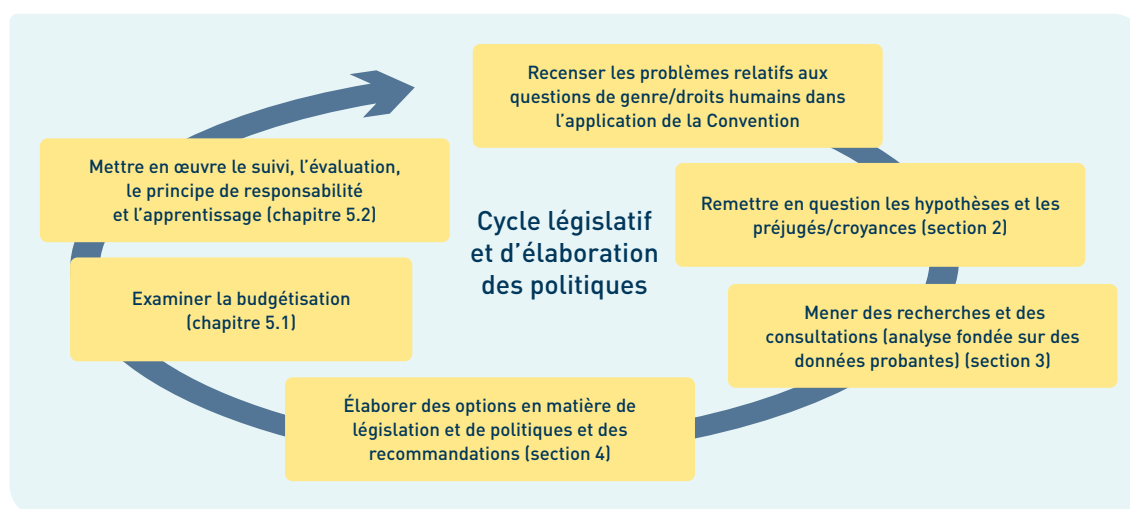 Recenser les problèmes relatifs aux
questions de genre/droits humains dans
l’application de la Convention
Remettre en question les hypothèses et les
préjugés/croyances (section 2)
Mener des recherches et des
consultations (analyse fondée sur des
données probantes) (section 3)
Élaborer des options en matière de
législation et de politiques et des
recommandations (section 4)
Examiner la budgétisation
(chapitre 5.1)
Mettre en œuvre le suivi, l’évaluation,
le principe de responsabilité
et l’apprentissage (chapitre 5.2)
Cycle législatif
et d’élaboration
des politiques